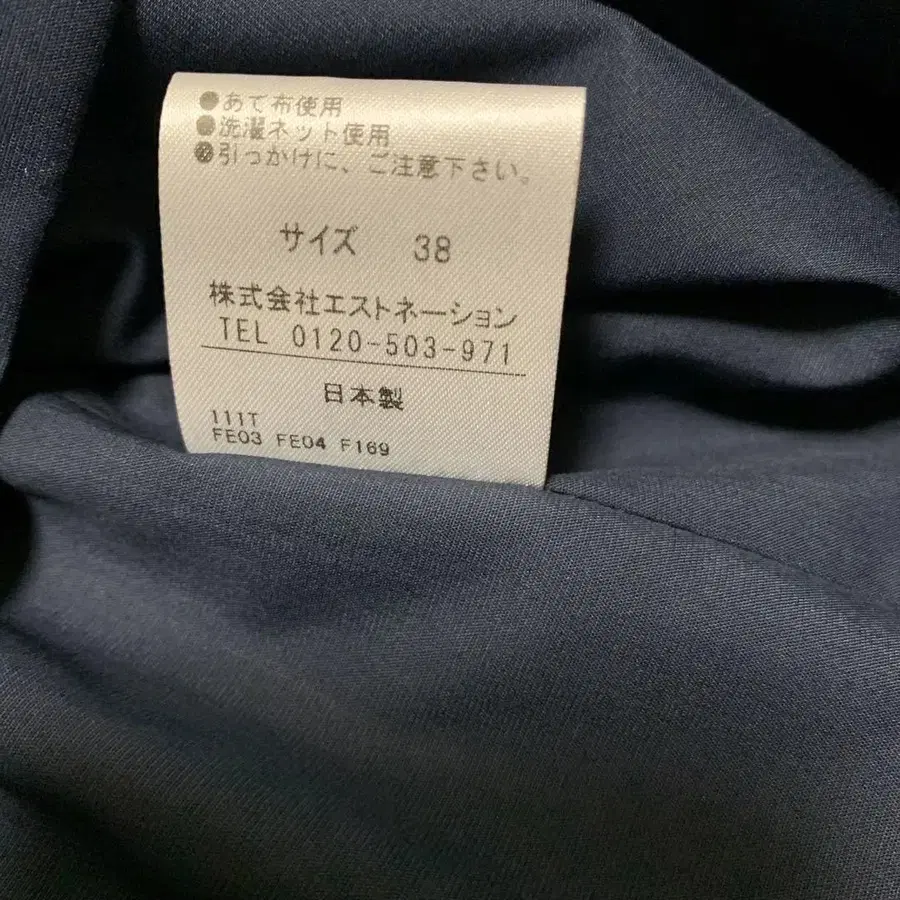 ●あて布使用
●洗濯ネット使用
●引っかけに、ご注意下さい。
サイズ 38
株式会社エストネーション
TEL 0120-503-971
日本製
111T
FE03 FE04 F169